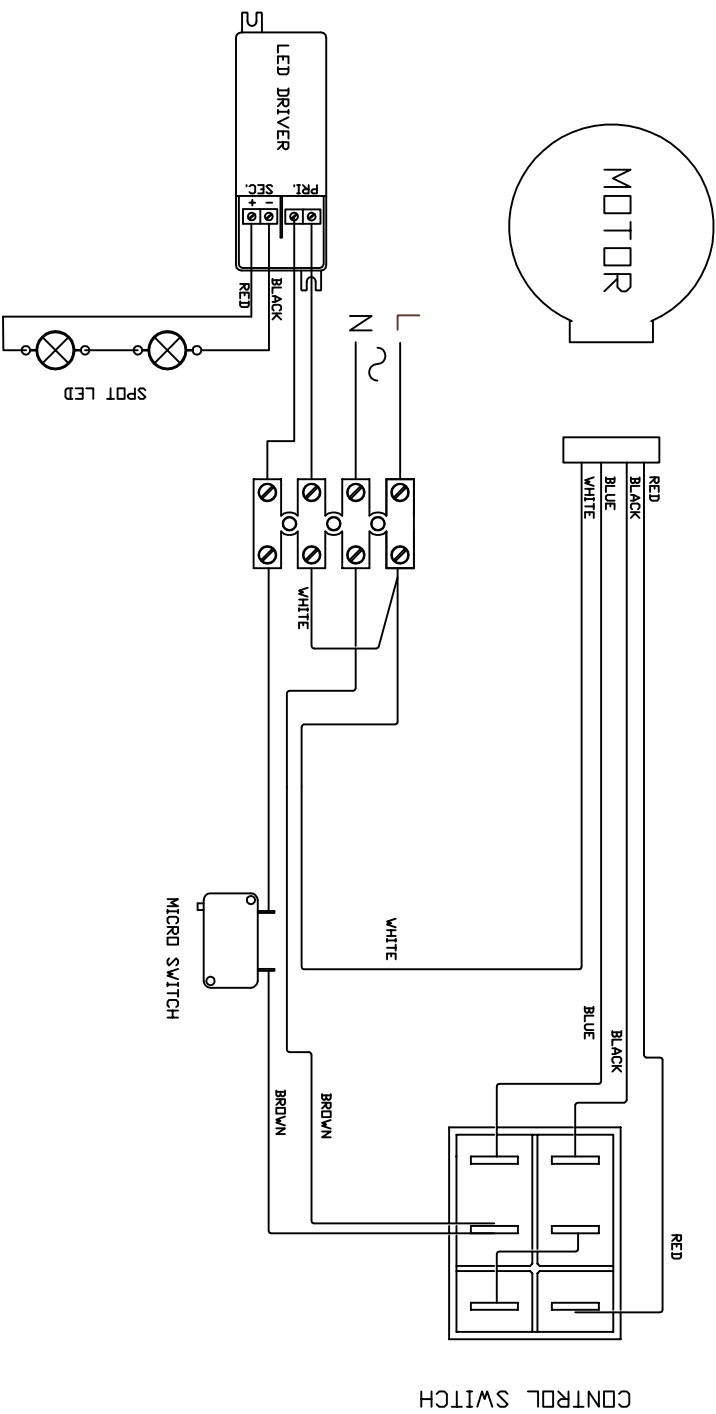 LED DRIVER
SEC.
PRI.
+
-
MOTOR
RED
BLACK
L
N
SPOT LED
WHITE
BLUE
BLACK
RED
WHITE
MICRO SWITCH
WHITE
BLUE
BLACK
BROWN
BROWN
RED
CONTROL SWITCH